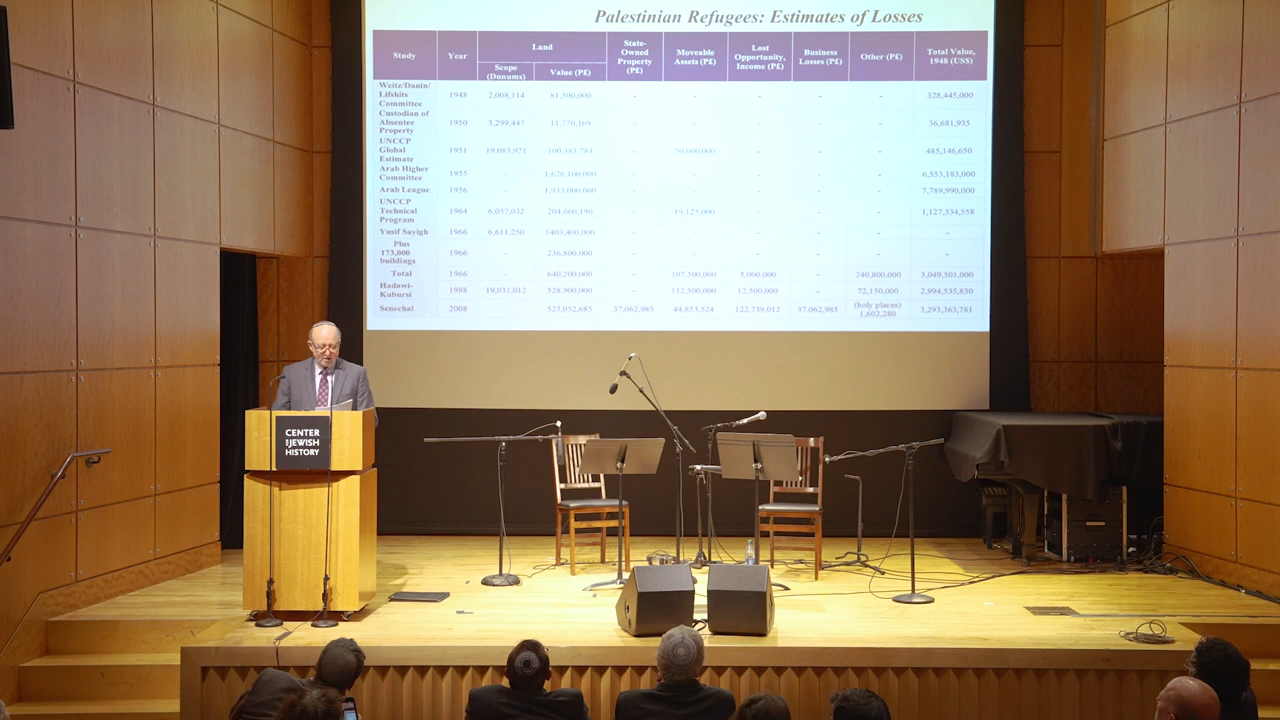 Palestinian Refugees: Estimates of Losses
Study Year Land State-Owned Property (P£) Moveable Assets (P£) Lost Opportunity, Income (P£) Business Losses (P£) Other (P£) Total Value, 1948 (US$)
Scope (Dunums) Value (P£)
Weitz/Danin/Lifshits Committee 1948 2,008,114 81,500,000 - - - - - 328,445,000
Custodian of Absentee Property 1950 3,299,447 11,770,169 - - - - - 36,681,935
UNCCP Global Estimate 1951 19,083,921 100,383,784 - 20,000,000 - - - 485,146,650
Arab Higher Committee 1955 - 1,626,100,000 - - - - - 6,553,183,000
Arab League 1956 - 1,933,000,000 - - - - - 7,789,990,000
UNCCP Technical Program 1964 6,057,032 204,660,190 - 19,125,000 - - - 1,127,534,558
Yusif Sayigh 1966 6,611,250 1403,400,000 - - - - - -
Plus 173,000 buildings 1966 236,800,000 - - - - - -
Total 1966 - 640,200,000 - 107,500,000 5,000,000 - 240,800,000 3,049,501,000
Hadawi-Kubursi 1988 19,031,012 528,900,000 - 112,500,000 12,500,000 - 72,150,000 2,994,535,830
Senechal 2008 525,052,685 37,062,985 44,853,524 122,739,012 37,062,985 (holy places) 1,602,280 3,293,363,781
CENTER
FOR JEWISH
HISTORY